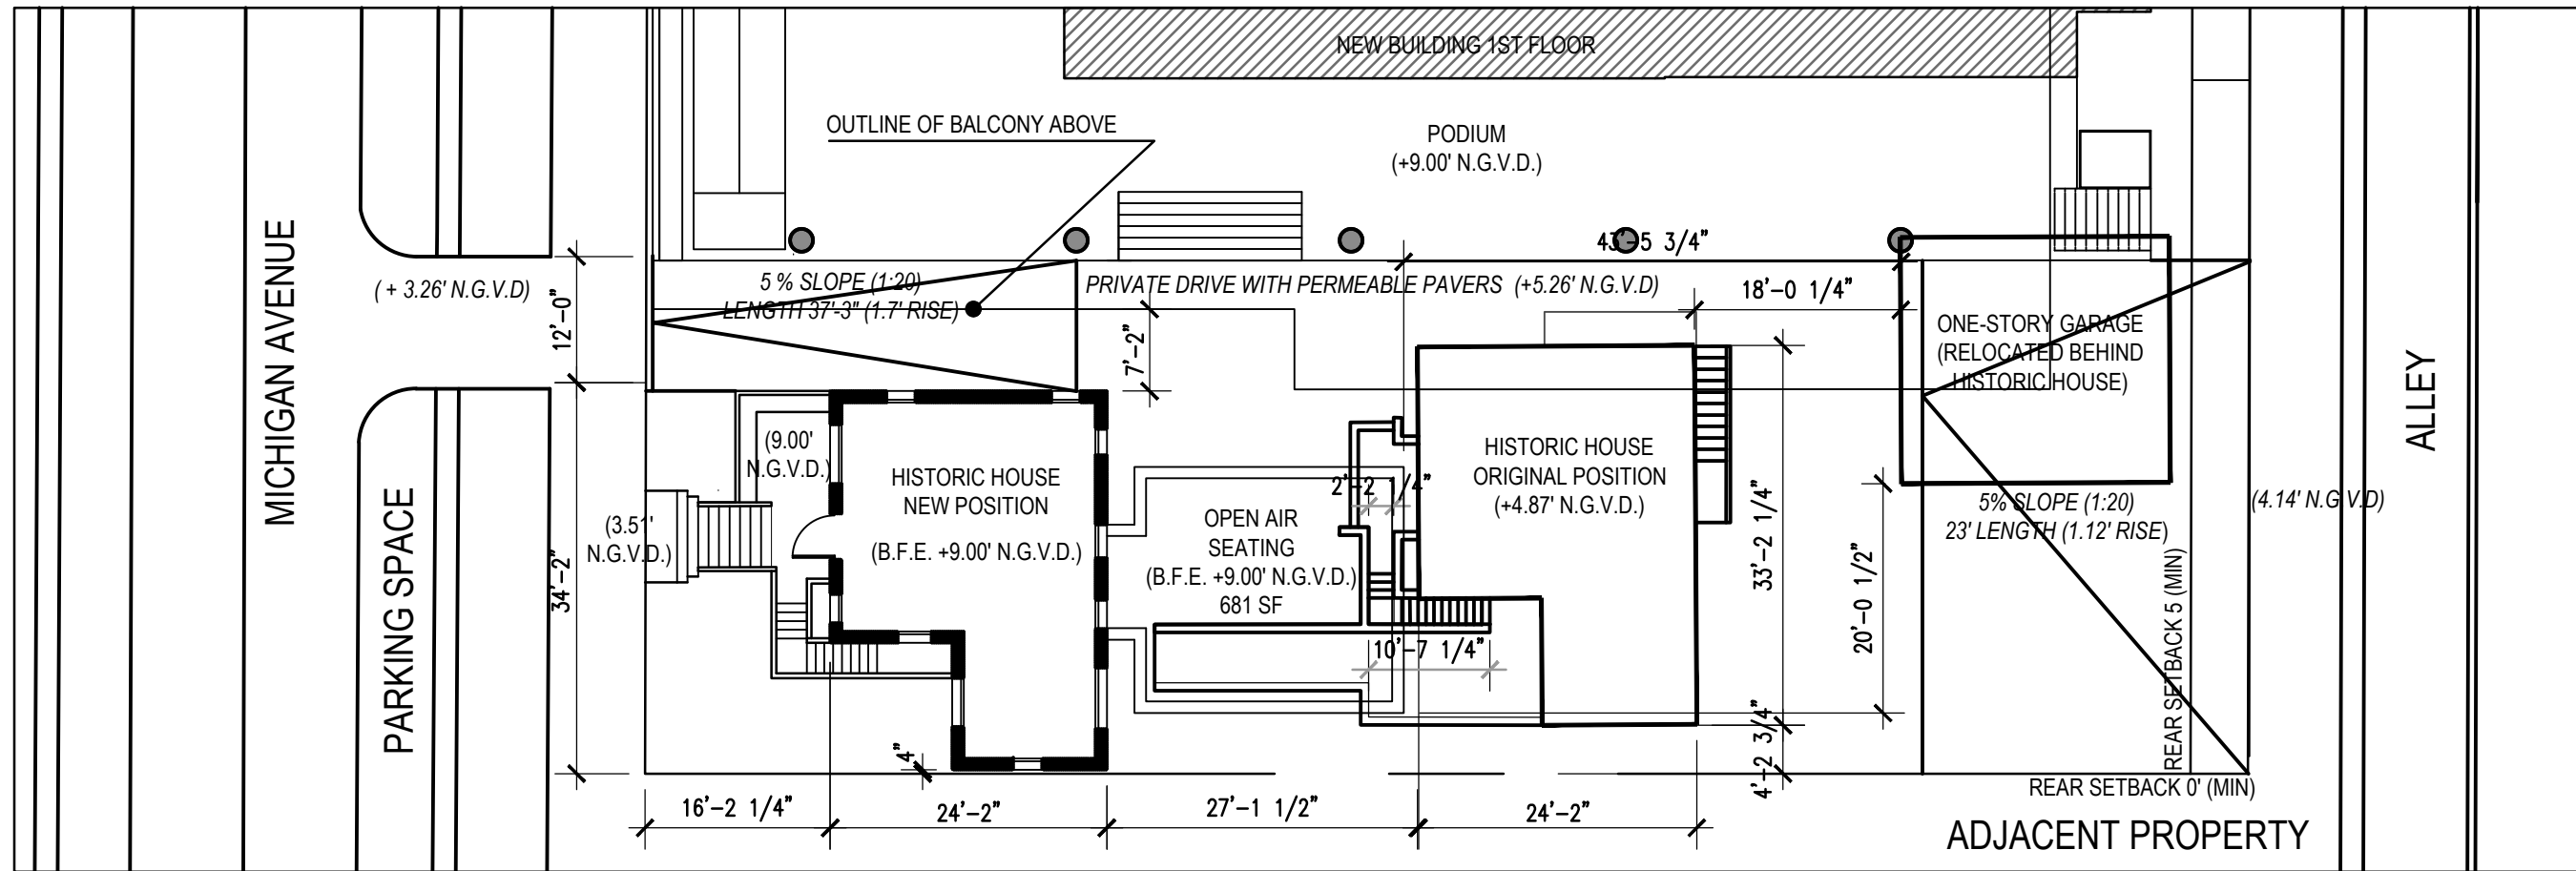 NEW BUILDING 1ST FLOOR
OUTLINE OF BALCONY ABOVE
PODIUM
(+9.00' N.G.V.D.)
MICHIGAN AVENUE
PARKING SPACE
( + 3.26' N.G.V.D)
12'-0"
34'-2"
5 % SLOPE (1:20)
LENGTH 37'-3" (1.7' RISE)
PRIVATE DRIVE WITH PERMEABLE PAVERS (+5.26' N.G.V.D)
43'-5 3/4"
18'-0 1/4"
7'-2"
ONE-STORY GARAGE
(RELOCATED BEHIND
HISTORIC HOUSE)
ALLEY
(9.00'
N.G.V.D.)
(3.51'
N.G.V.D.)
HISTORIC HOUSE
NEW POSITION
(B.F.E. +9.00' N.G.V.D.)
OPEN AIR
SEATING
(B.F.E. +9.00' N.G.V.D.)
681 SF
2'-2 1/4"
HISTORIC HOUSE
ORIGINAL POSITION
(+4.87' N.G.V.D.)
33'-2 1/4"
20'-0 1/2"
5% SLOPE (1:20)
23' LENGTH (1.12' RISE)
(4.14' N.G.V.D)
10'-7 1/4"
4"
4'-2 3/4"
REAR SETBACK 5 (MIN)
REAR SETBACK 0' (MIN)
16'-2 1/4"
24'-2"
27'-1 1/2"
24'-2"
ADJACENT PROPERTY